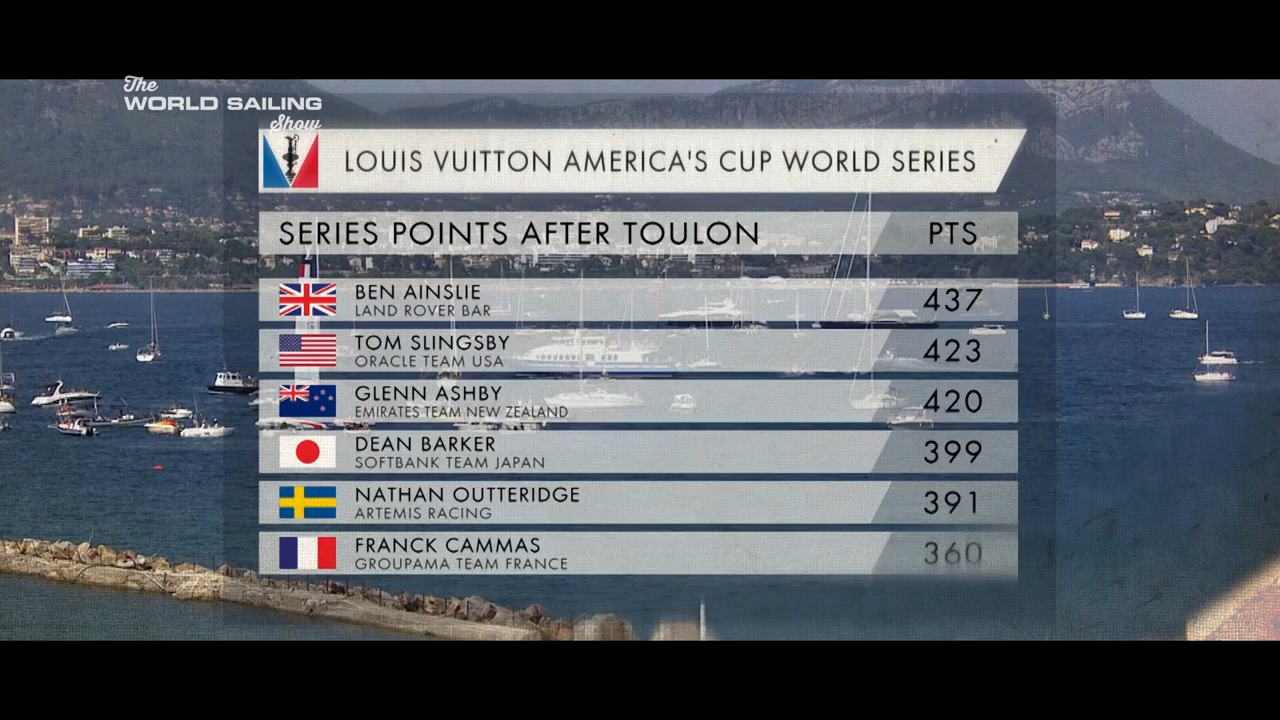 The
WORLD SAILING
Show
LOUIS VUITTON AMERICA'S CUP WORLD SERIES
SERIES POINTS AFTER TOULON PTS
BEN AINSLIE
LAND ROVER BAR
437
TOM SLINGSBY
ORACLE TEAM USA
423
GLENN ASHBY
EMIRATES TEAM NEW ZEALAND
420
DEAN BARKER
SOFTBANK TEAM JAPAN
399
NATHAN OUTTERIDGE
ARTEMIS RACING
391
FRANCK CAMMAS
GROUPAMA TEAM FRANCE
360